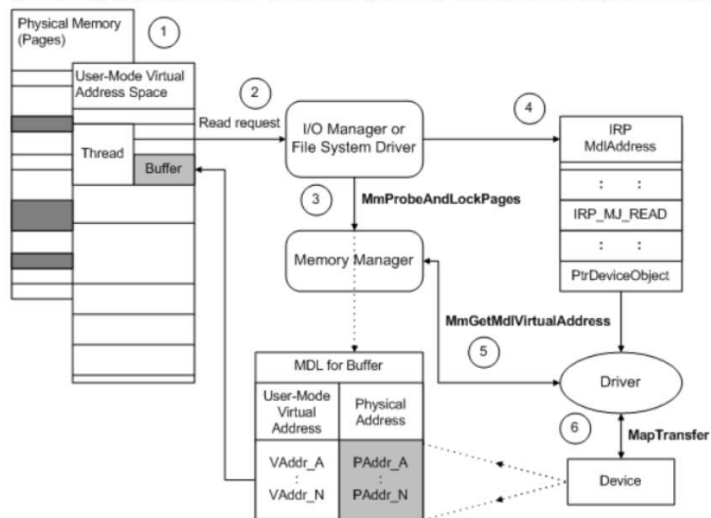 Physical Memory
(Pages)
1
User-Mode Virtual
Address Space
Thread
Buffer
2
Read request
I/O Manager or
File System Driver
3
MmProbeAndLockPages
Memory Manager
4
IRP
MdlAddress
: :
IRP_MJ_READ
: :
PtrDeviceObject
MmGetMdlVirtualAddress
5
Driver
6
MapTransfer
Device
MDL for Buffer
User-Mode
Virtual
Address
Physical
Address
VAddr_A
:
VAddr_N
PAddr_A
:
PAddr_N